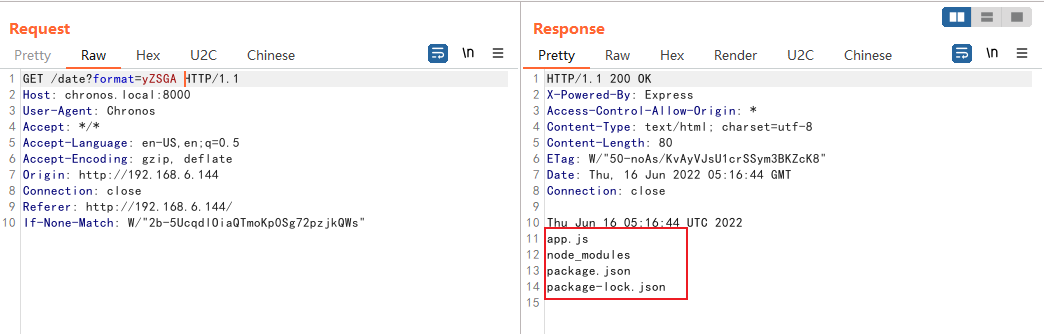 Request
Pretty Raw Hex U2C Chinese \n
1 GET /date?format=yZSGA HTTP/1.1
2 Host: chronos.local:8000
3 User-Agent: Chronos
4 Accept: */*
5 Accept-Language: en-US,en;q=0.5
6 Accept-Encoding: gzip, deflate
7 Origin: http://192.168.6.144
8 Connection: close
9 Referer: http://192.168.6.144/
10 If-None-Match: W/"2b-5UcqdlOiaQTmoKpOSg72pzjkQWs"
Response
Pretty Raw Hex Render U2C Chinese \n
1 HTTP/1.1 200 OK
2 X-Powered-By: Express
3 Access-Control-Allow-Origin: *
4 Content-Type: text/html; charset=utf-8
5 Content-Length: 80
6 ETag: W/"50-noAs/KvAyVJsU1crSSym3BKZcK8"
7 Date: Thu, 16 Jun 2022 05:16:44 GMT
8 Connection: close
9
10 Thu Jun 16 05:16:44 UTC 2022
11 app.js
12 node_modules
13 package.json
14 package-lock.json
15